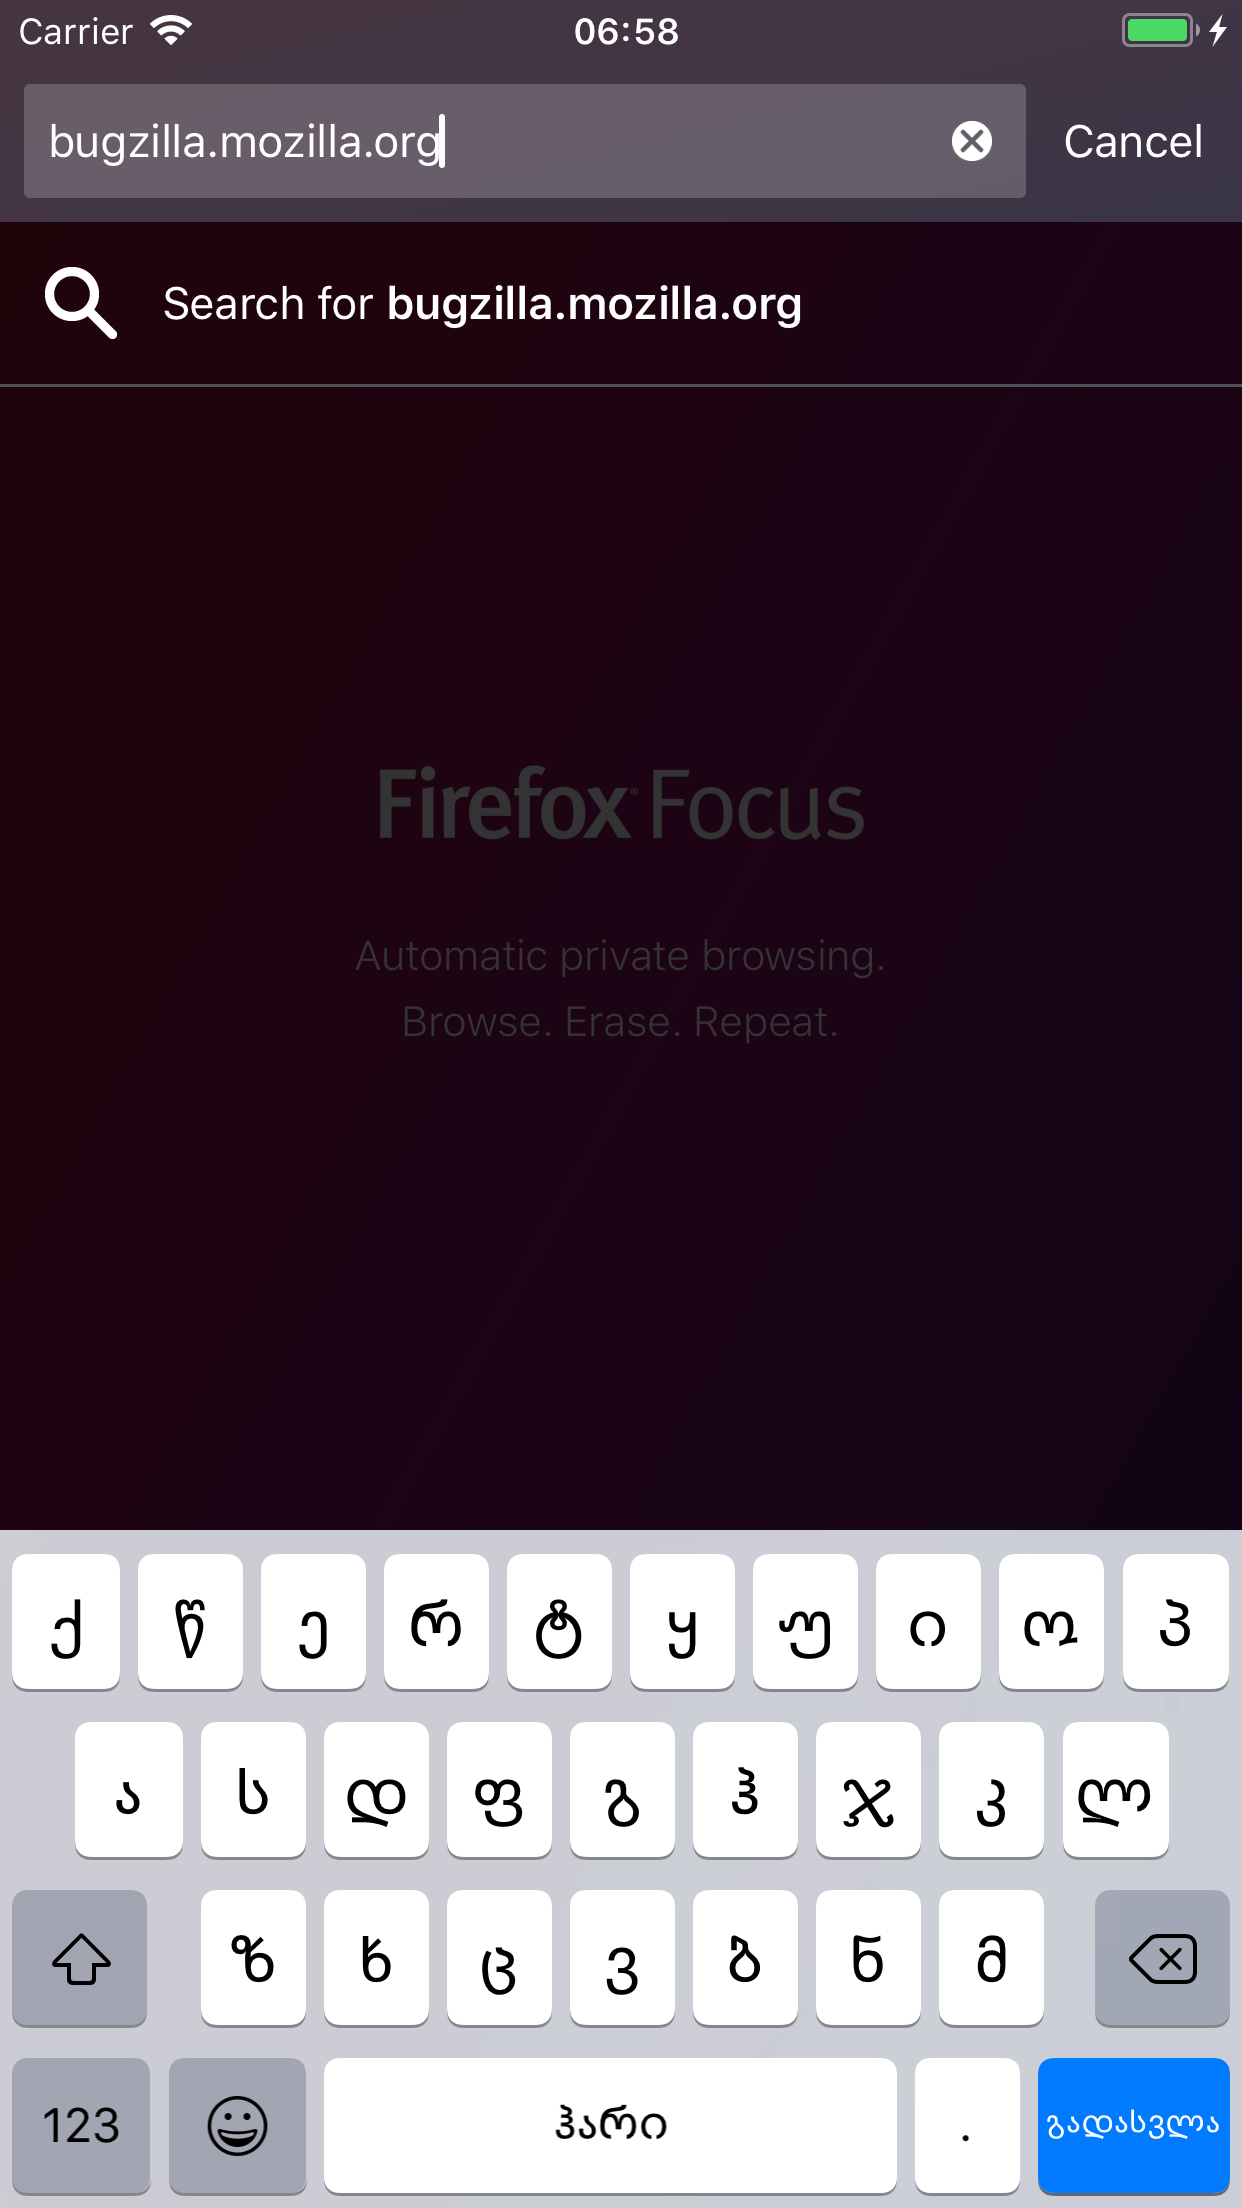 Carrier 06:58
bugzilla.mozilla.org Cancel
Search for bugzilla.mozilla.org
Firefox® Focus
Automatic private browsing.
Browse. Erase. Repeat.
ქ წ ე რ ტ ყ უ ი ო პ
ა ს დ ფ გ ჰ ჯ კ ლ
ზ ხ ც ვ ბ ნ მ
123 ჰარი . გადასვლა